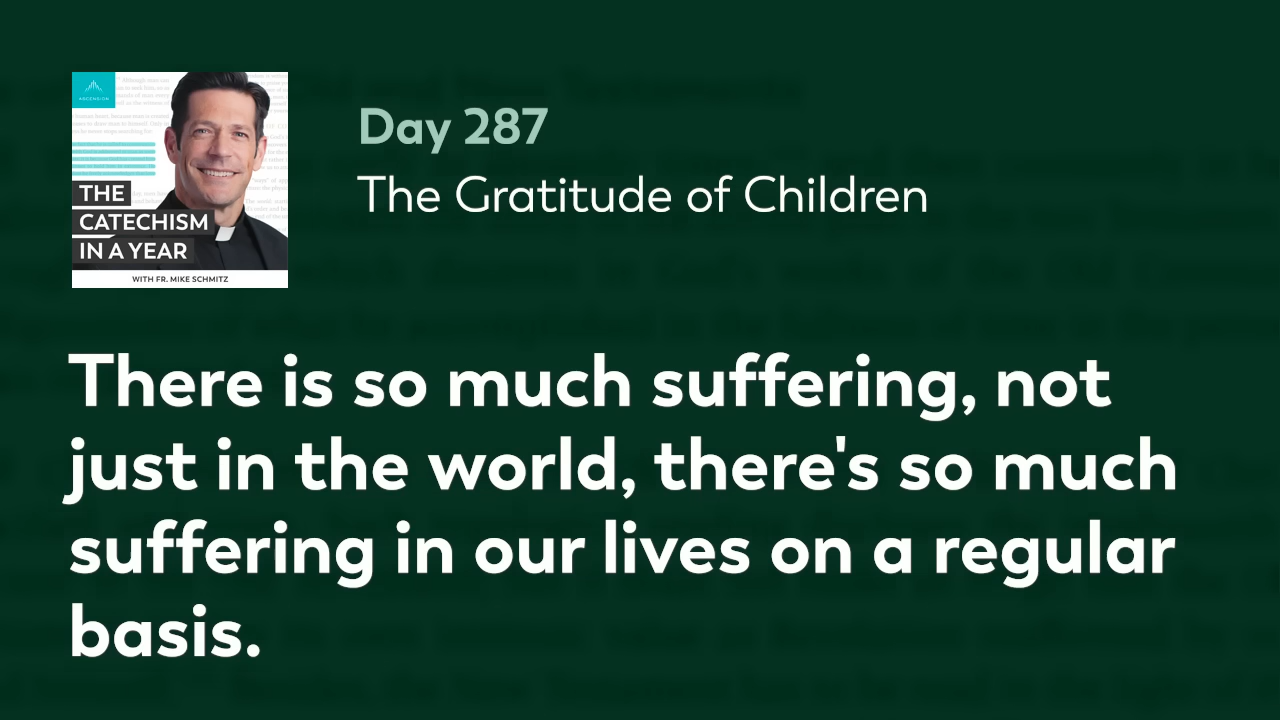 ASCENSION
THE
CATECHISM
IN A YEAR
WITH FR. MIKE SCHMITZ
Day 287
The Gratitude of Children
There is so much suffering, not
just in the world, there's so much
suffering in our lives on a regular
basis.